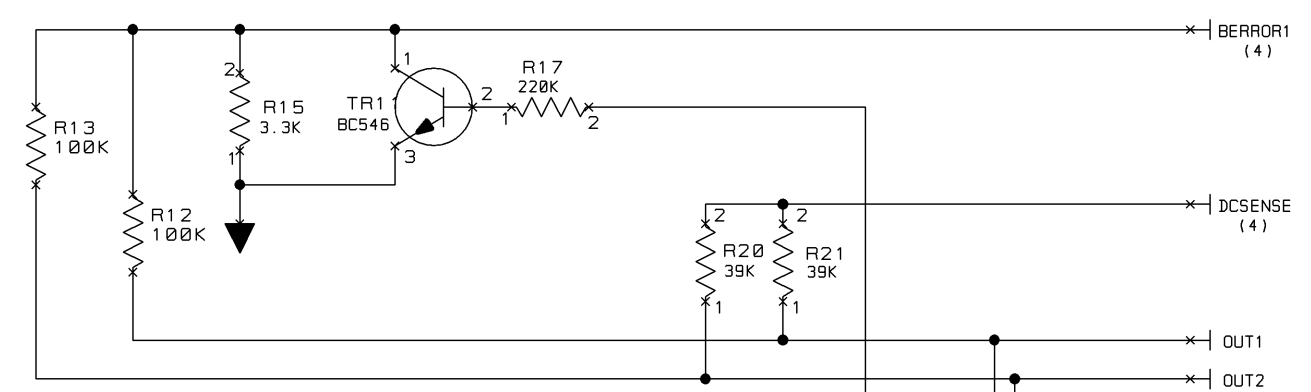 BERROR1
(4)
1
R17
220K
2
2
1
2
R15
3.3K
1
TR1
BC546
3
R13
100K
R12
100K
DCSENSE
(4)
2
2
R20
39K
R21
39K
1
1
OUT1
OUT2